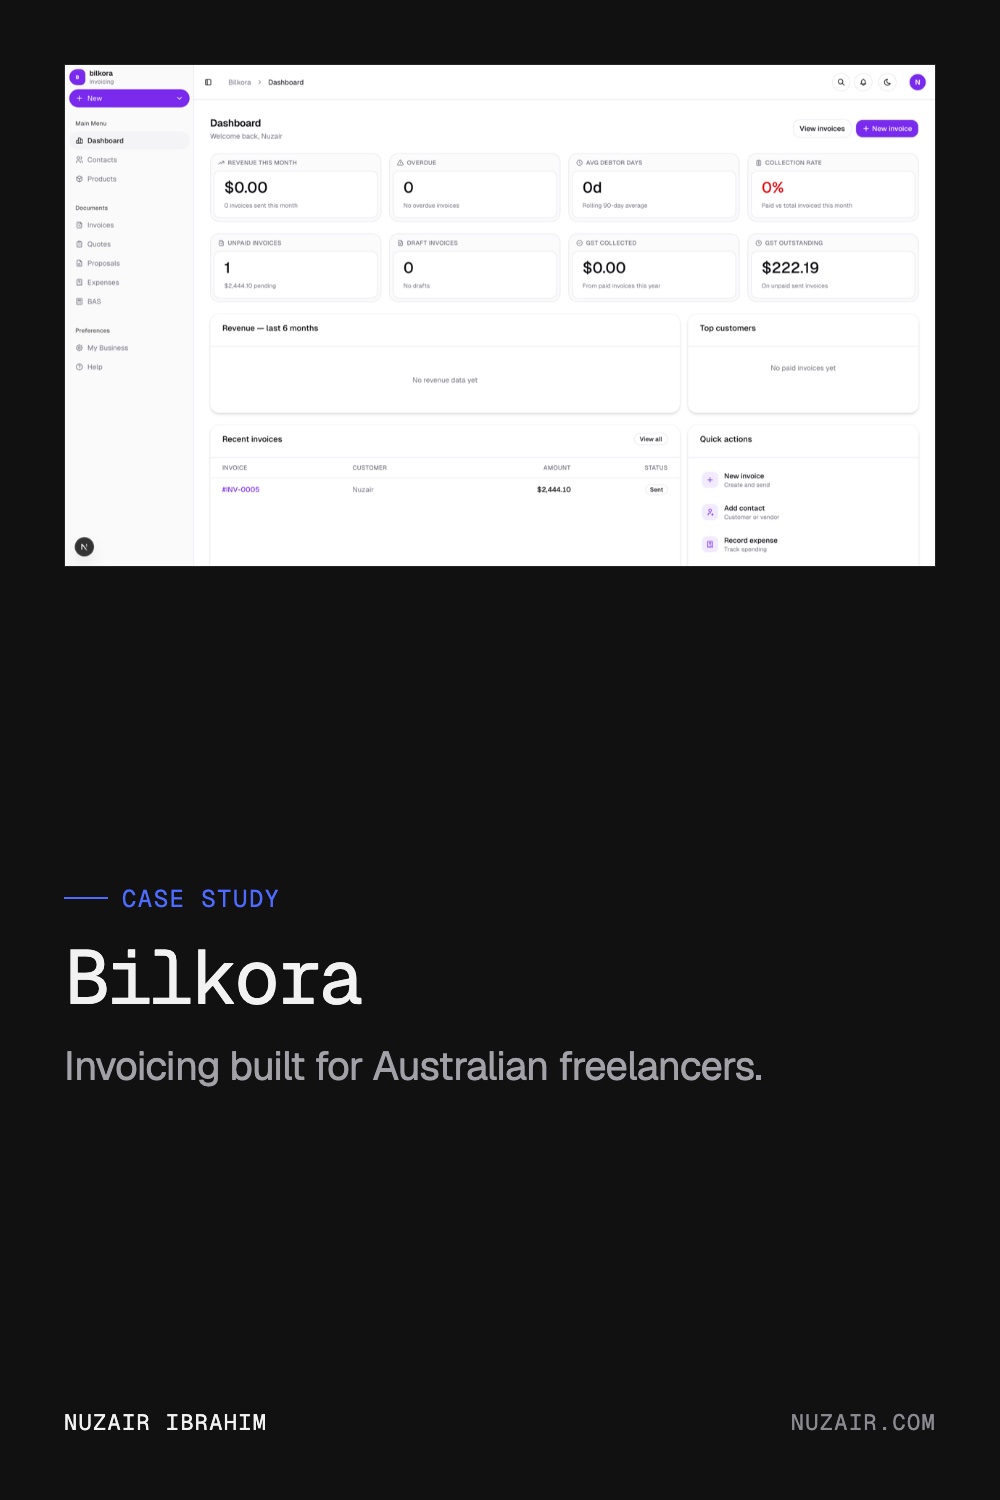 B
bilkora
Invoicing
New
Main Menu
Dashboard
Contacts
Products
Documents
Invoices
Quotes
Proposals
Expenses
BAS
Preferences
My Business
Help
N
Bilkora > Dashboard
N
Dashboard
Welcome back, Nuzair
View invoices
+ New invoice
REVENUE THIS MONTH
$0.00
0 invoices sent this month
OVERDUE
0
No overdue invoices
AVG DEBTOR DAYS
0d
Rolling 90-day average
COLLECTION RATE
0%
Paid vs total invoiced this month
UNPAID INVOICES
1
$2,444.10 pending
DRAFT INVOICES
0
No drafts
GST COLLECTED
$0.00
From paid invoices this year
GST OUTSTANDING
$222.19
On unpaid sent invoices
Revenue — last 6 months
No revenue data yet
Top customers
No paid invoices yet
Recent invoices
View all
INVOICE CUSTOMER AMOUNT STATUS
#INV-0005 Nuzair $2,444.10 Sent
Quick actions
New invoice
Create and send
Add contact
Customer or vendor
Record expense
Track spending
CASE STUDY
Bilkora
Invoicing built for Australian freelancers.
NUZAIR IBRAHIM
NUZAIR.COM